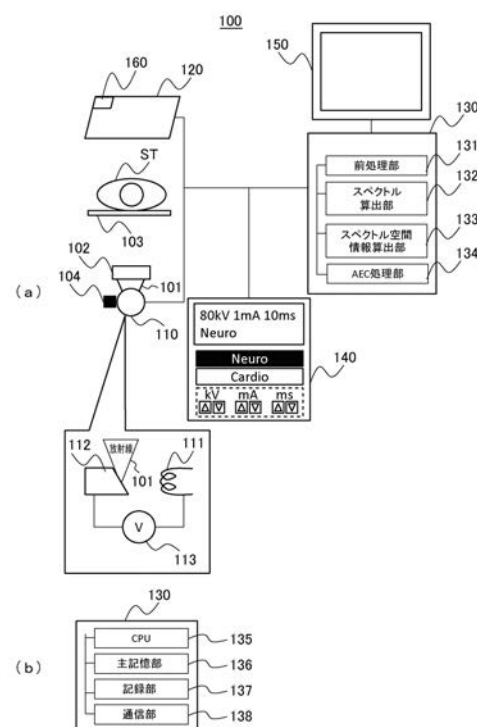 100
150
160
120
130
ST
前処理部
131
スペクトル
算出部
132
103
スペクトル空間
情報算出部
133
102
101
AEC処理部
134
(a)
104
110
80kV 1mA 10ms
Neuro
Neuro
Cardio
kV mA ms
140
112
放射線
111
101
V
113
130
(b)
CPU
135
主記憶部
136
記録部
137
通信部
138